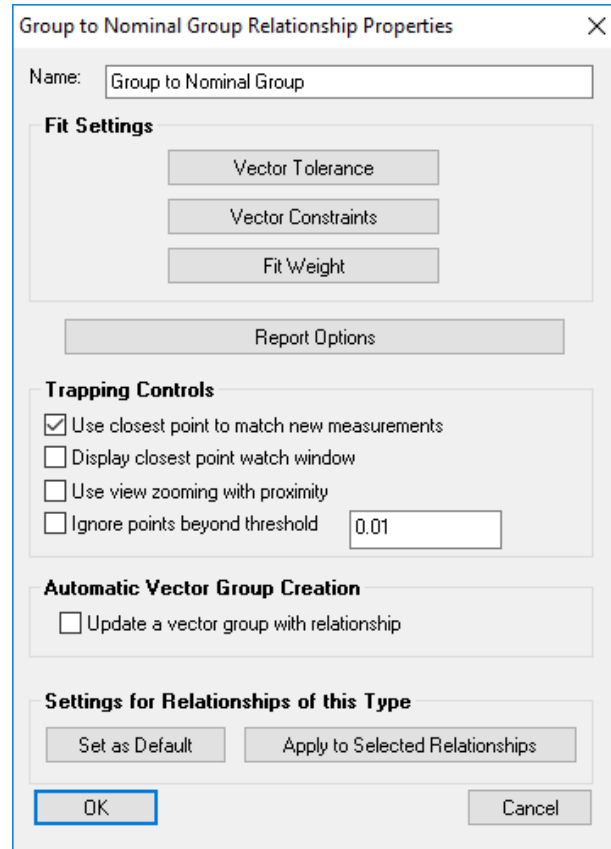 Group to Nominal Group Relationship Properties
Name: Group to Nominal Group
Fit Settings
Vector Tolerance
Vector Constraints
Fit Weight
Report Options
Trapping Controls
Use closest point to match new measurements
Display closest point watch window
Use view zooming with proximity
Ignore points beyond threshold 0.01
Automatic Vector Group Creation
Update a vector group with relationship
Settings for Relationships of this Type
Set as Default Apply to Selected Relationships
OK Cancel